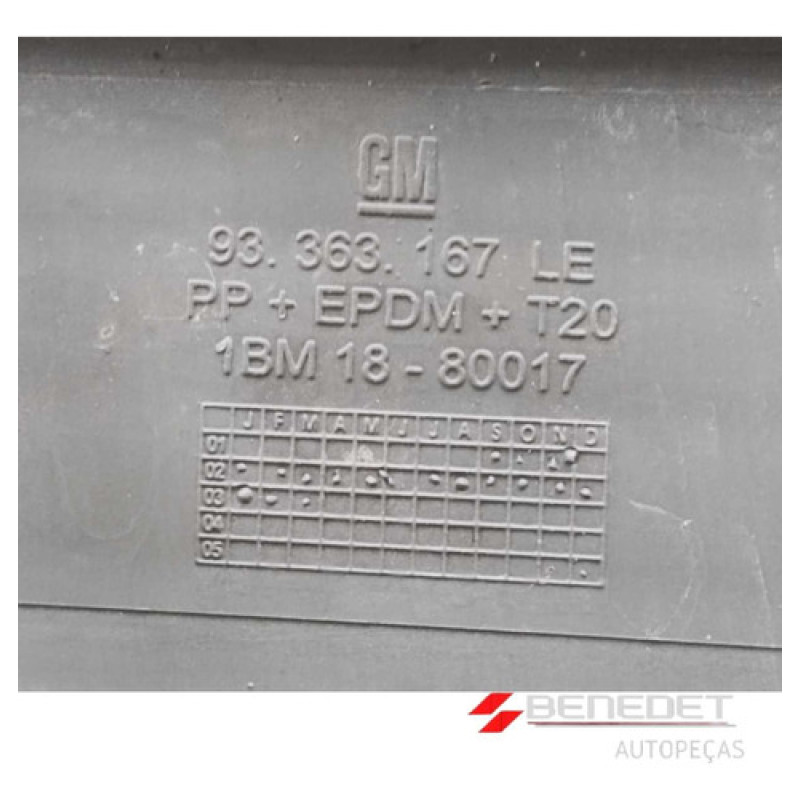 GM
93. 363. 167 LE
PP + EPDM + T20
1BM 18 - 80017
J F M A M J J A S O N D
01
02
03
04
05
BENEDET
AUTOPEÇAS